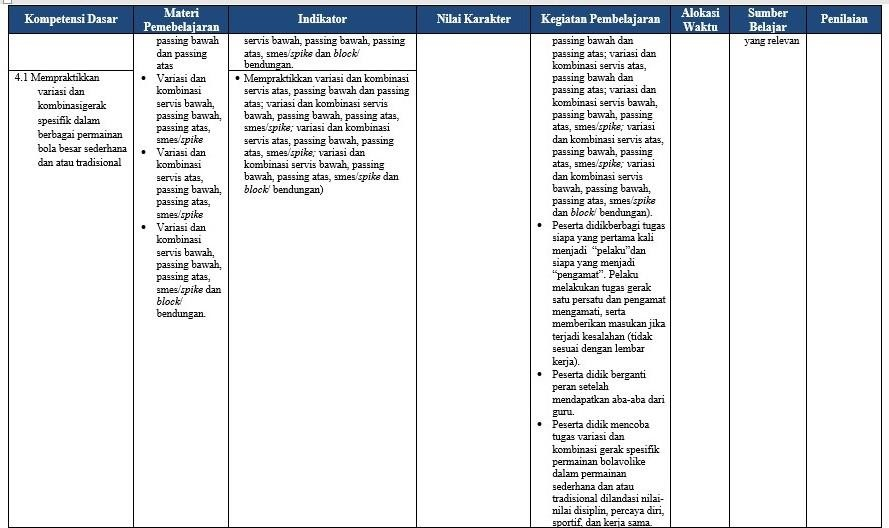 Kompetensi Dasar
Materi
Pemebelajaran
Indikator
Nilai Karakter
Kegiatan Pembelajaran
Alokasi
Waktu
Sumber
Belajar
Penilaian
4.1 Mempraktikkan
variasi dan
kombinasigerak
spesifik dalam
berbagai permainan
bola besar sederhana
dan atau tradisional
passing bawah
dan passing
atas
• Variasi dan
kombinasi
servis bawah,
passing bawah,
passing atas,
smes/spike
• Variasi dan
kombinasi
servis atas,
passing bawah,
passing atas,
smes/spike
• Variasi dan
kombinasi
servis bawah,
passing bawah,
passing atas,
smes/spike dan
block/
bendungan.
servis bawah, passing bawah, passing
atas, smes/spike dan block/
bendungan.
• Mempraktikkan variasi dan kombinasi
servis atas, passing bawah dan passing
atas; variasi dan kombinasi servis
bawah, passing bawah, passing atas,
smes/spike; variasi dan kombinasi
servis atas, passing bawah, passing
atas, smes/spike; variasi dan
kombinasi servis bawah, passing
bawah, passing atas, smes/spike dan
block/ bendungan)
passing bawah dan
passing atas; variasi dan
kombinasi servis atas,
passing bawah dan
passing atas; variasi dan
kombinasi servis bawah,
passing bawah, passing
atas, smes/spike; variasi
dan kombinasi servis atas,
passing bawah, passing
atas, smes/spike; variasi
dan kombinasi servis
bawah, passing bawah,
passing atas, smes/spike
dan block/ bendungan).
• Peserta didikberbagi tugas
siapa yang pertama kali
menjadi “pelaku”dan
siapa yang menjadi
“pengamat”. Pelaku
melakukan tugas gerak
satu persatu dan pengamat
mengamati, serta
memberikan masukan jika
terjadi kesalahan (tidak
sesuai dengan lembar
kerja).
• Peserta didik berganti
peran setelah
mendapatkan aba-aba dari
guru.
• Peserta didik mencoba
tugas variasi dan
kombinasi gerak spesifik
permainan bolavolike
dalam permainan
sederhana dan atau
tradisional dilandasi nilai-
nilai disiplin, percaya diri,
sportif, dan kerja sama.
yang relevan